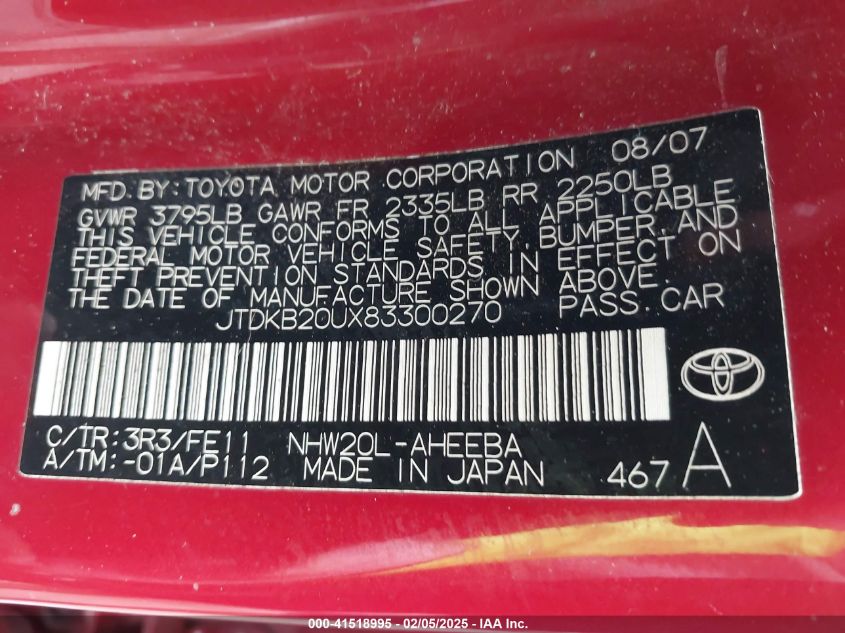 MFD. BY: TOYOTA MOTOR CORPORATION 08/07
GVWR 3795LB GAWR FR 2335LB RR 2250LB
THIS VEHICLE CONFORMS TO ALL APPLICABLE
FEDERAL MOTOR VEHICLE SAFETY, BUMPER, AND
THEFT PREVENTION STANDARDS IN EFFECT ON
THE DATE OF MANUFACTURE SHOWN ABOVE.
JTDKB20UX83300270 PASS. CAR
C/TR: 3R3/FE11 NHW20L-AHEEBA
A/TM: -01A/P112 MADE IN JAPAN 467 A
000-41518995 — 02/05/2025 — IAA Inc.